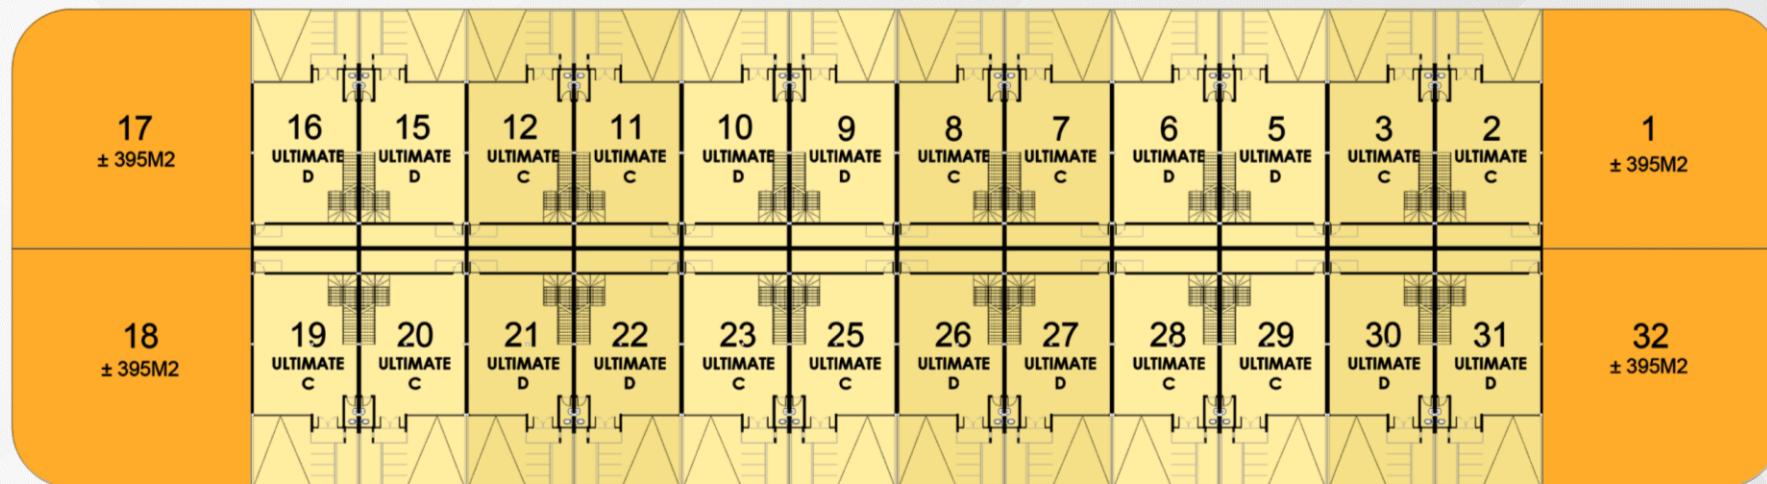 17
± 395M2
16
ULTIMATE
D
15
ULTIMATE
D
12
ULTIMATE
C
11
ULTIMATE
C
10
ULTIMATE
D
9
ULTIMATE
D
8
ULTIMATE
C
7
ULTIMATE
C
6
ULTIMATE
D
5
ULTIMATE
D
3
ULTIMATE
C
2
ULTIMATE
C
1
± 395M2
18
± 395M2
19
ULTIMATE
C
20
ULTIMATE
C
21
ULTIMATE
D
22
ULTIMATE
D
23
ULTIMATE
C
25
ULTIMATE
C
26
ULTIMATE
D
27
ULTIMATE
D
28
ULTIMATE
C
29
ULTIMATE
C
30
ULTIMATE
D
31
ULTIMATE
D
32
± 395M2